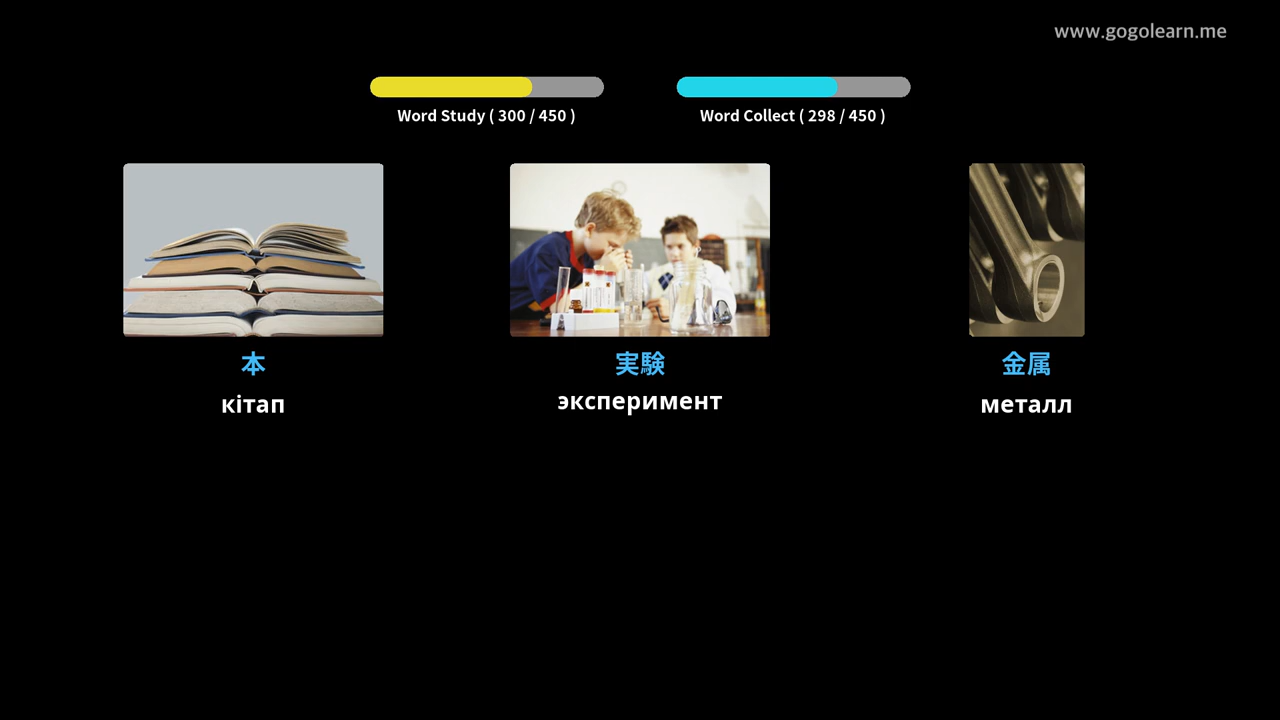 www.gogolearn.me
Word Study ( 300 / 450 )
Word Collect ( 298 / 450 )
本
кітап
実験
эксперимент
金属
металл